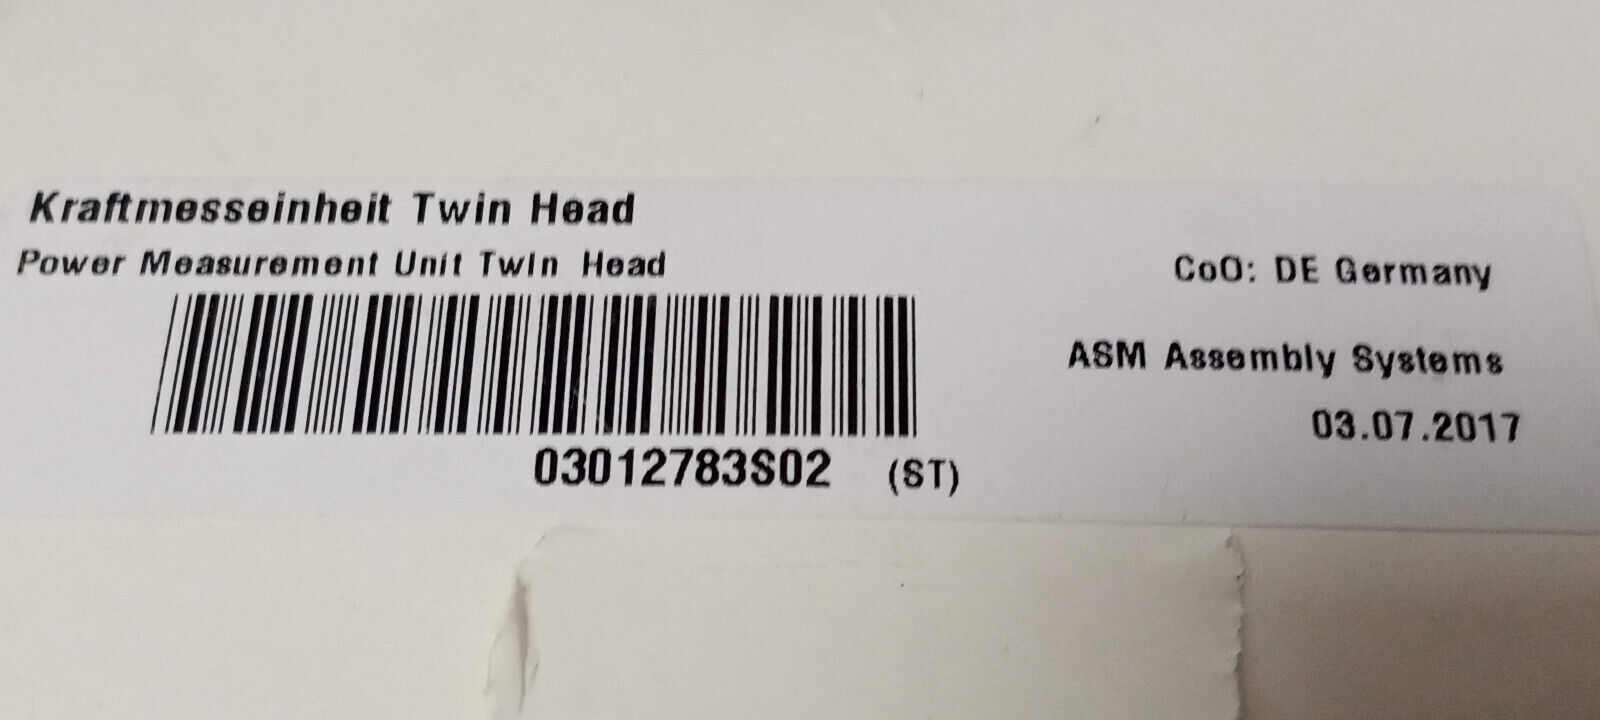 Kraftmesseinheit Twin Head
Power Measurement Unit Twin Head
CoO: DE Germany
ASM Assembly Systems
03.07.2017
03012783S02 (ST)